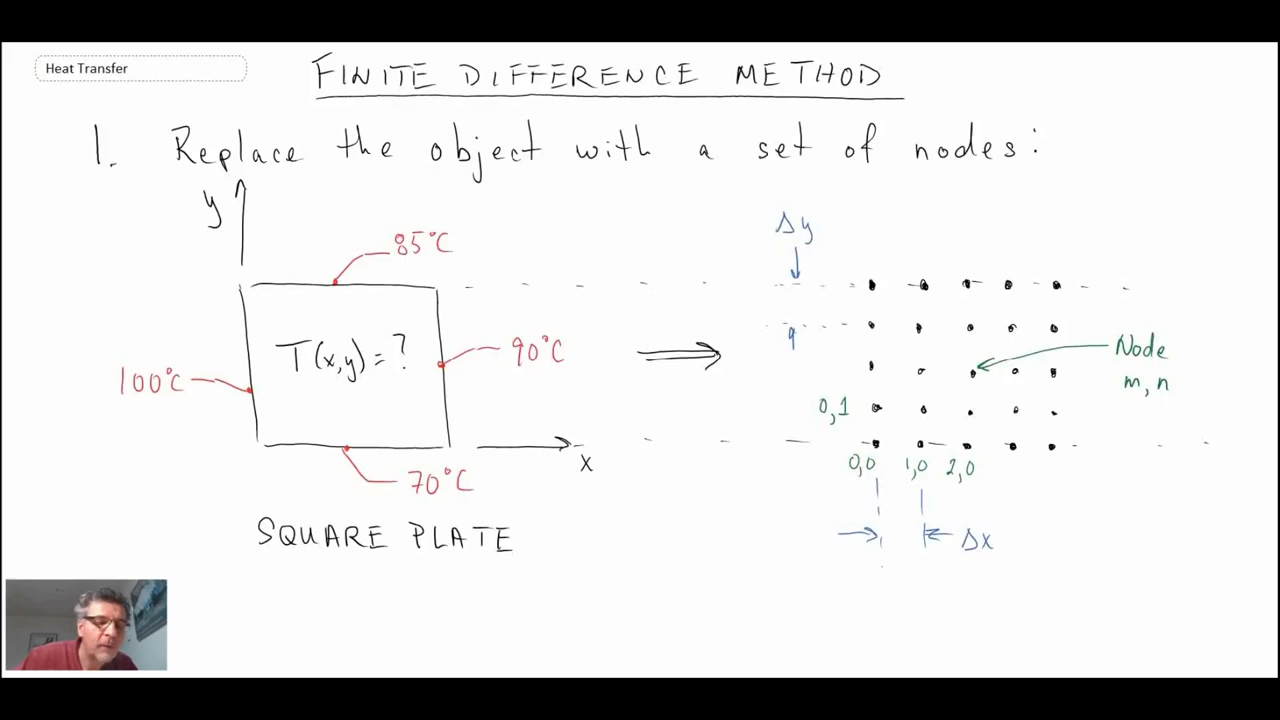 Heat Transfer
FINITE DIFFERENCE METHOD
1. Replace the object with a set of nodes:
y
85°C
T(x,y) = ?
90°C
100°C
70°C
x
SQUARE PLATE
Δy
Node
m, n
0,1
0,0 1,0 2,0
Δx